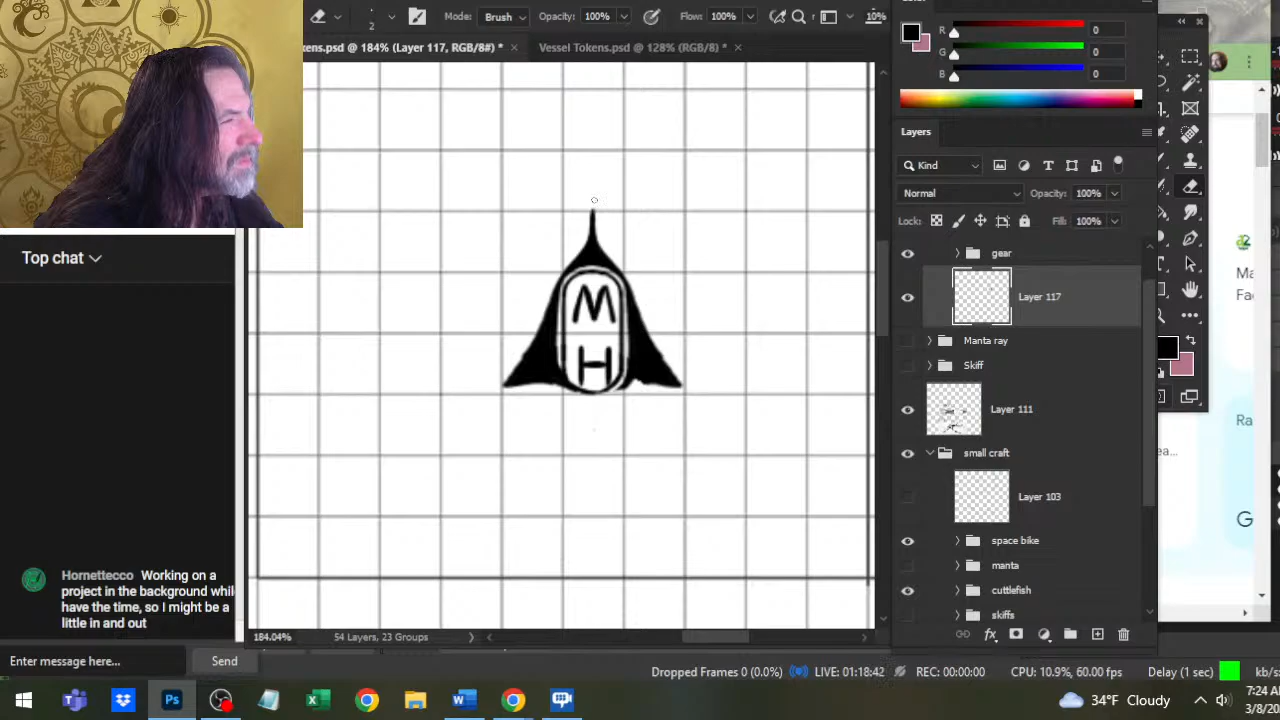 2
Mode: Brush Opacity: 100% Flow: 100% 10%
kens.psd @ 184% (Layer 117, RGB/8#) * × Vessel Tokens.psd @ 128% (RGB/8) * ×
R 0
G 0
B 0
Layers
Kind
Normal Opacity: 100%
Lock: Fill: 100%
gear
Layer 117
Manta ray
Skiff
Layer 111
small craft
Layer 103
space bike
manta
cuttlefish
skiffs
M
H
Top chat
Hornettecco Working on a
project in the background whil
have the time, so I might be a
little in and out
Enter message here... Send
184.04% 54 Layers, 23 Groups
Dropped Frames 0 (0.0%) LIVE: 01:18:42 REC: 00:00:00 CPU: 10.9%, 60.00 fps Delay (1 sec) kb/s
34°F Cloudy
7:24 A
3/8/20